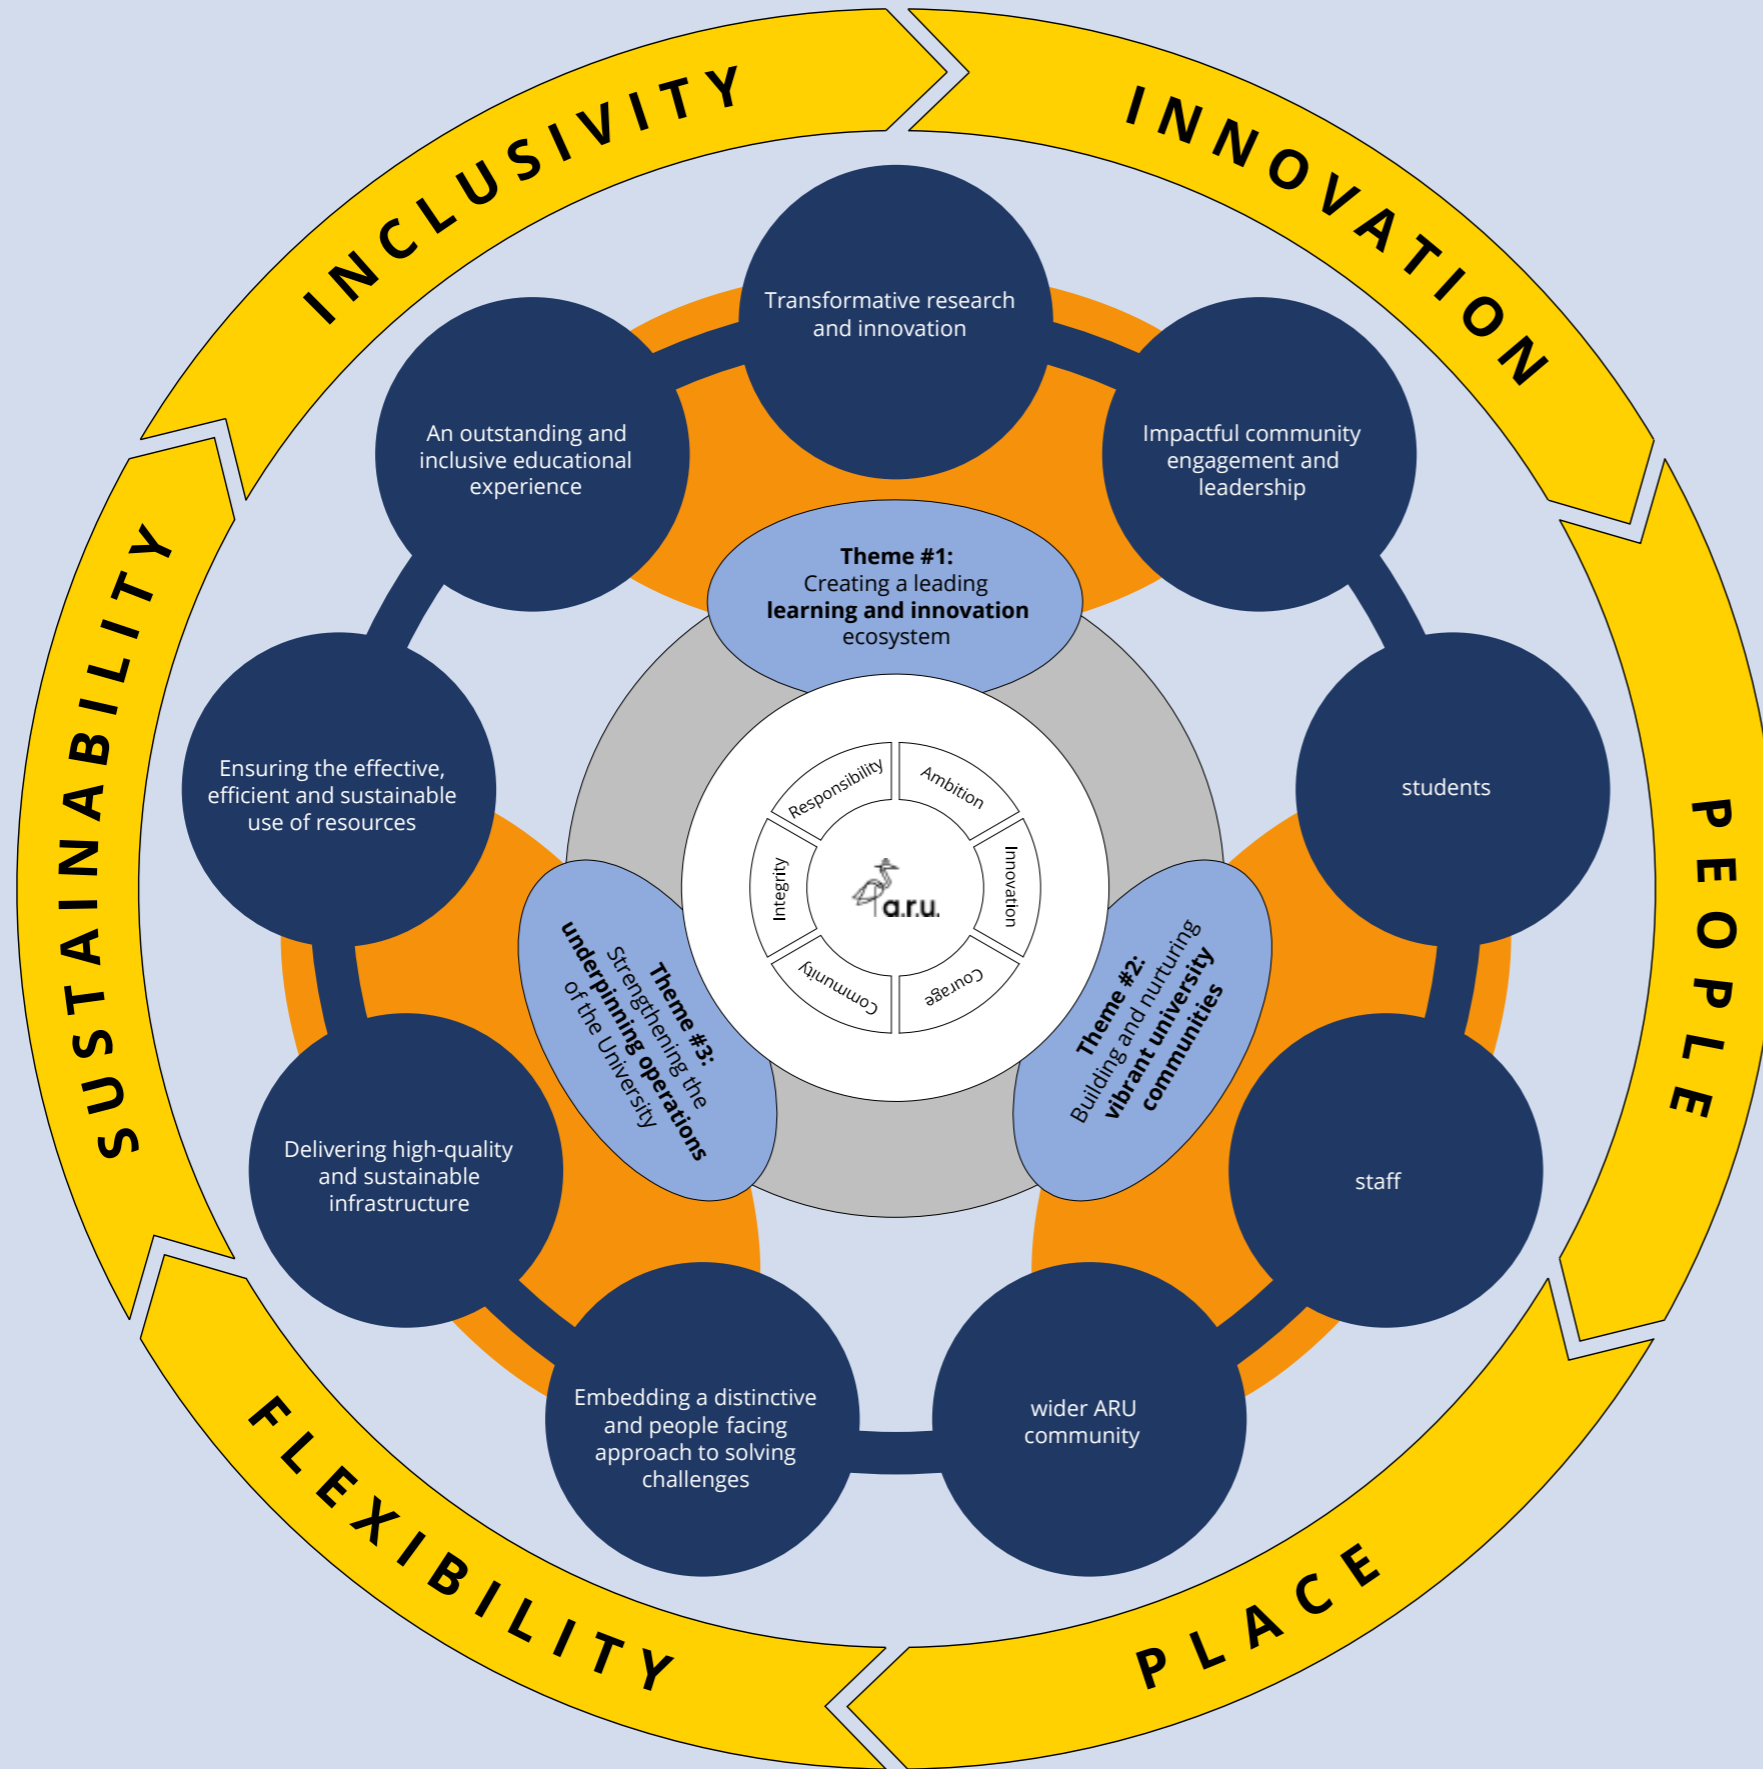 INCLUSIVITY
INNOVATION
PEOPLE
PLACE
FLEXIBILITY
SUSTAINABILITY
Transformative research
and innovation
An outstanding and
inclusive educational
experience
Impactful community
engagement and
leadership
Theme #1:
Creating a leading
learning and innovation
ecosystem
Ensuring the effective,
efficient and sustainable
use of resources
students
Responsibility
Ambition
Integrity
Innovation
a.r.u.
Community
Courage
Theme #3:
Strengthening the
underpinning operations
of the University
Theme #2:
Building and nurturing
vibrant university
communities
Delivering high-quality
and sustainable
infrastructure
staff
Embedding a distinctive
and people facing
approach to solving
challenges
wider ARU
community